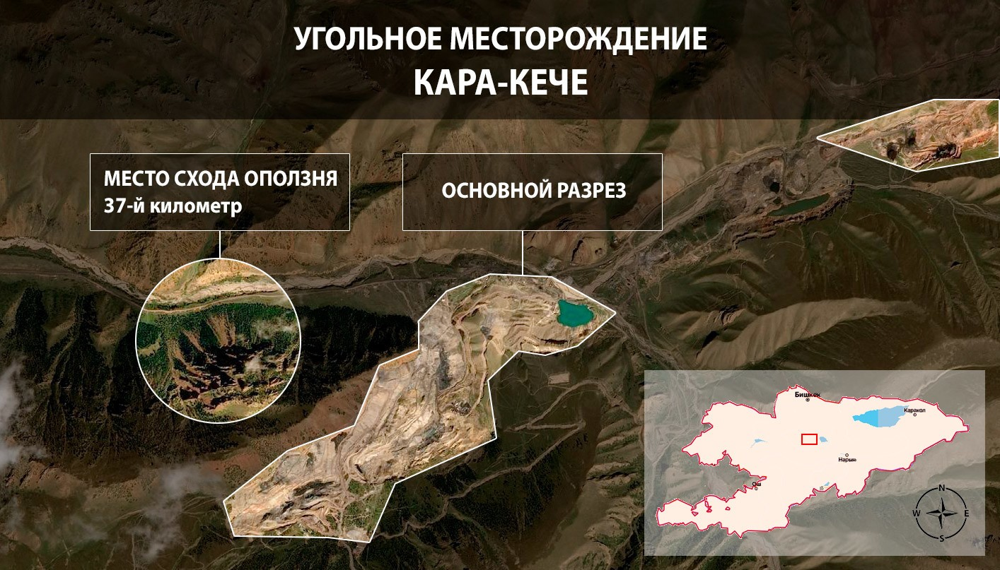 УГОЛЬНОЕ МЕСТОРОЖДЕНИЕ
КАРА-КЕЧЕ
МЕСТО СХОДА ОПОЛЗНЯ
37-й километр
ОСНОВНОЙ РАЗРЕЗ
Бишкек
Каракол
Нарын
Ош
N
W
E
S